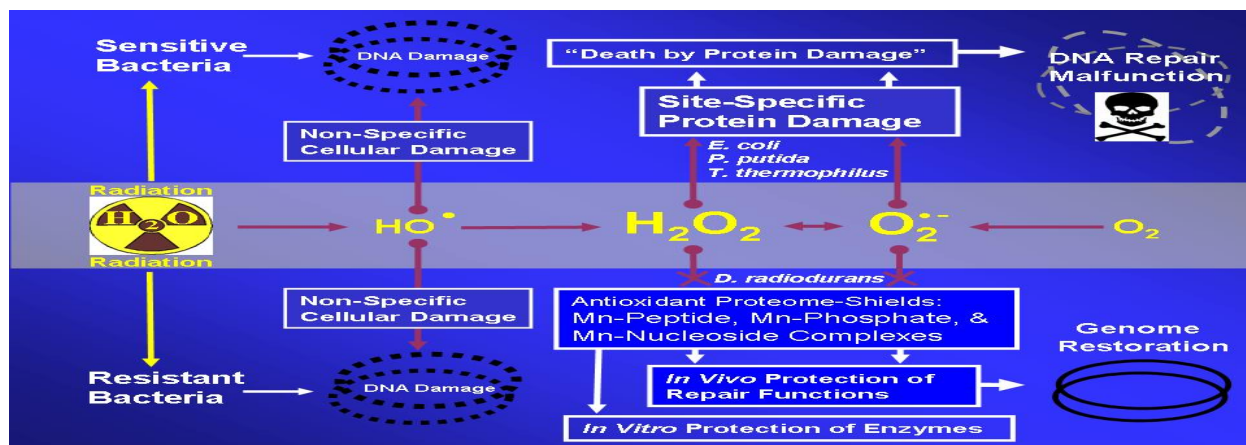 Sensitive
Bacteria
DNA Damage
"Death by Protein Damage"
DNA Repair
Malfunction
Site-Specific
Protein Damage
Non-Specific
Cellular Damage
E. coli
P. putida
T. thermophilus
Radiation
H2O
HO•
H2O2
O2•-
O2
Radiation
D. radiodurans
Non-Specific
Cellular Damage
Antioxidant Proteome-Shields:
Mn-Peptide, Mn-Phosphate, &
Mn-Nucleoside Complexes
Genome
Restoration
Resistant
Bacteria
DNA Damage
In Vivo Protection of
Repair Functions
In Vitro Protection of Enzymes